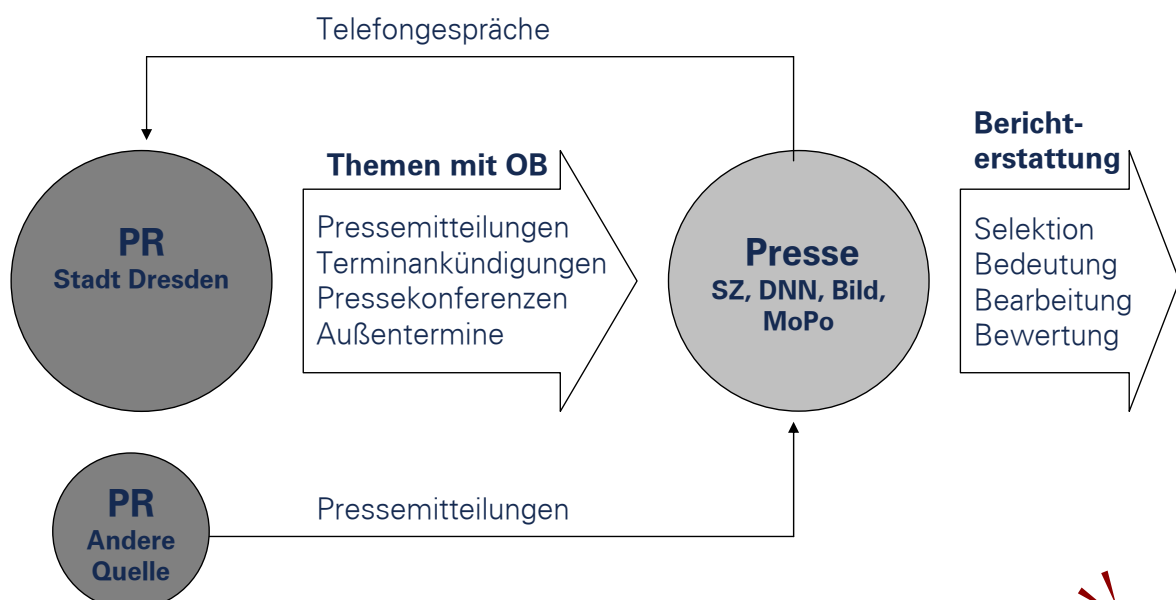 Telefongespräche
PR
Stadt Dresden
Themen mit OB
Pressemitteilungen
Terminankündigungen
Pressekonferenzen
Außentermine
Presse
SZ, DNN, Bild,
MoPo
Bericht-
erstattung
Selektion
Bedeutung
Bearbeitung
Bewertung
PR
Andere
Quelle
Pressemitteilungen